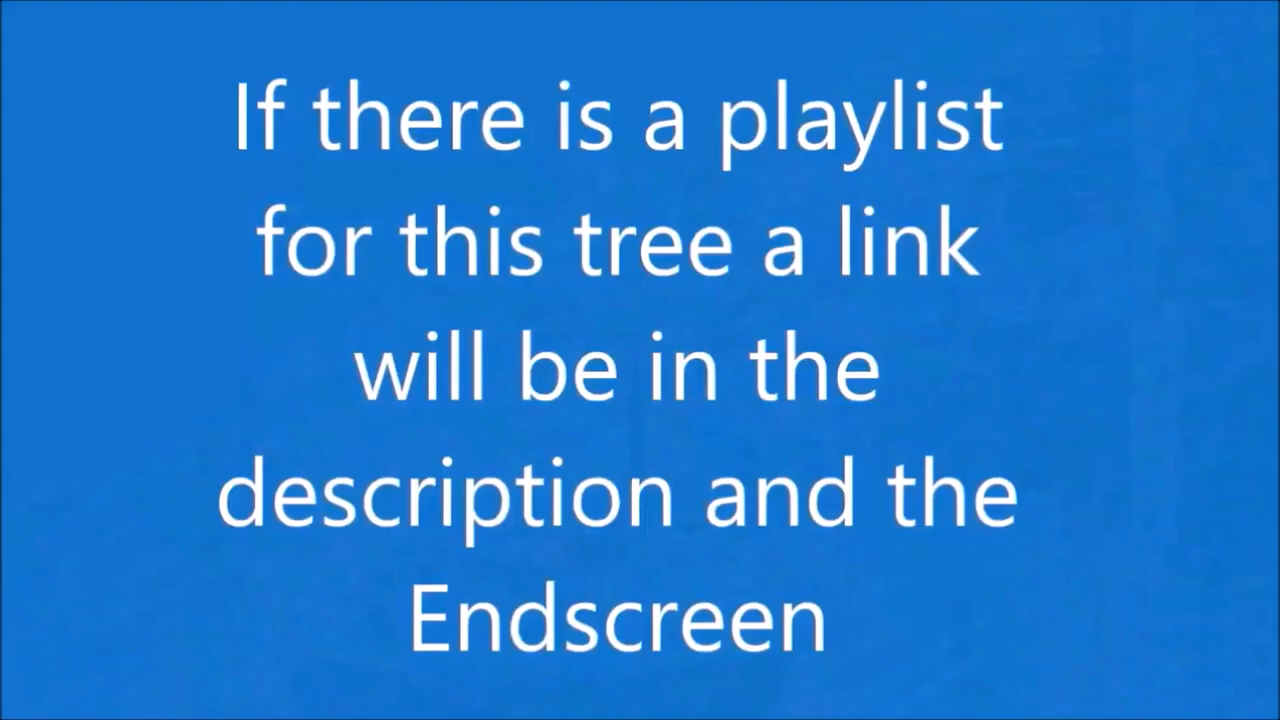 If there is a playlist
for this tree a link
will be in the
description and the
Endscreen